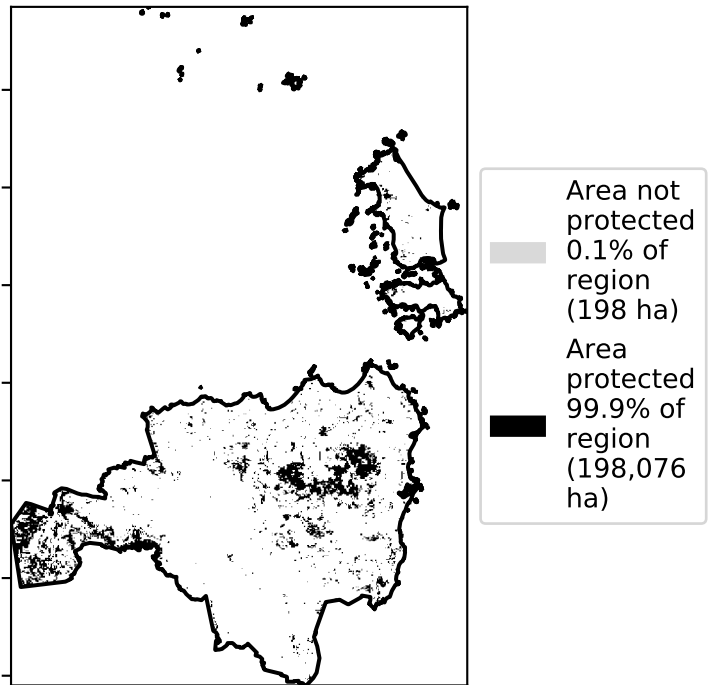 Area not
protected
0.1% of
region
(198 ha)
Area
protected
99.9% of
region
(198,076
ha)